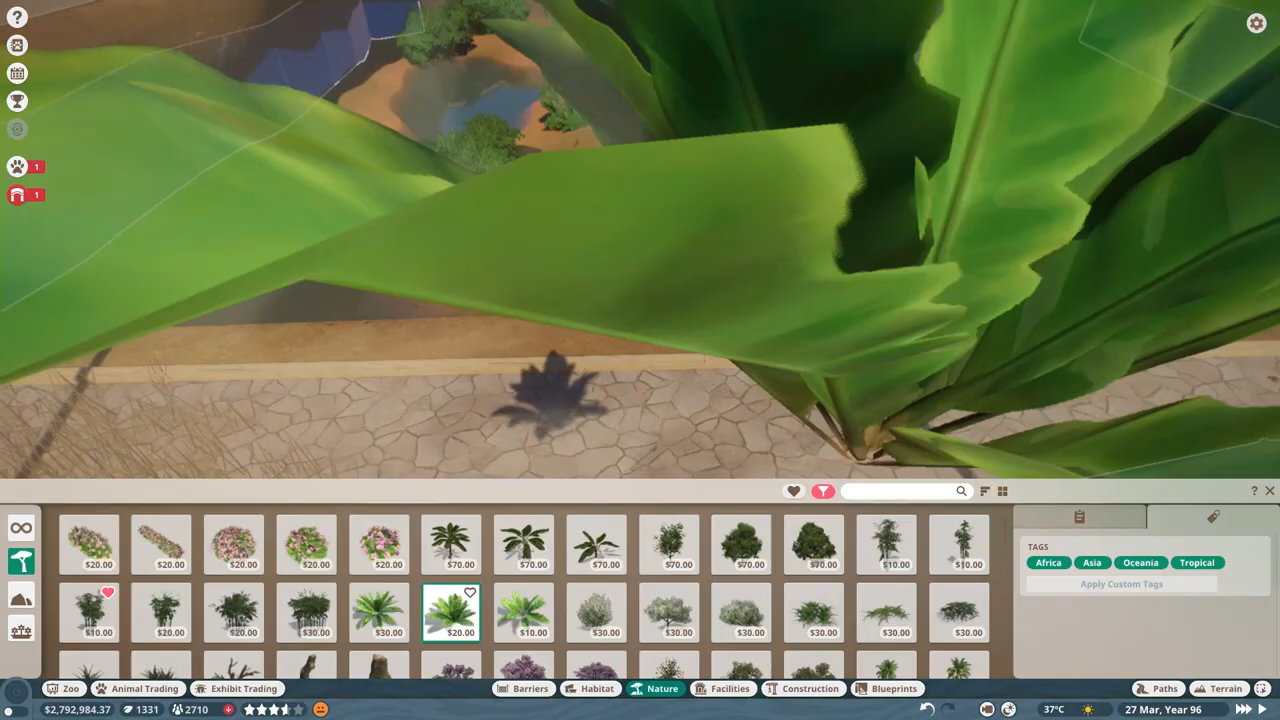 ?
1
1
? ×
TAGS
$20.00 $20.00 $20.00 $20.00 $20.00 $70.00 $70.00 $70.00 $70.00 $70.00 $70.00 $10.00 $10.00
Africa Asia Oceania Tropical
Apply Custom Tags
$10.00 $20.00 $20.00 $30.00 $30.00 $20.00 $10.00 $30.00 $30.00 $30.00 $30.00 $30.00 $30.00
Zoo Animal Trading Exhibit Trading Barriers Habitat Nature Facilities Construction Blueprints Paths Terrain
$2,792,984.37 1331 2710 37°C 27 Mar, Year 96